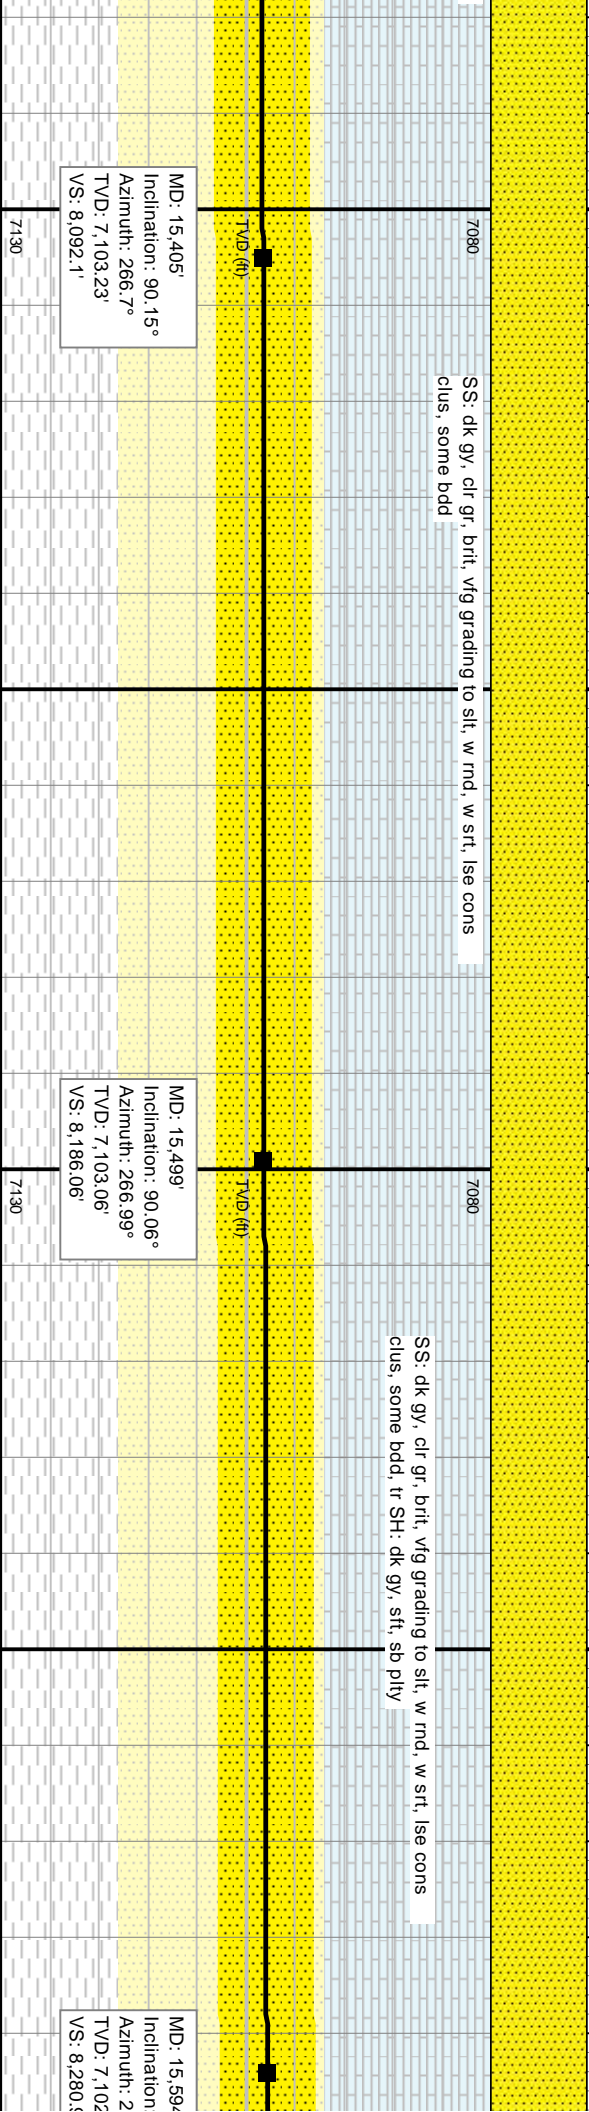 7080
TVD (ft)
7130
MD: 15,405'
Inclination: 90.15°
Azimuth: 266.7°
TVD: 7,103.23'
VS: 8,092.1'
SS: dk gy, clr gr, brit, vfg grading to slt, w rnd, w srt, lse cons
clus, some bdd
7080
TVD (ft)
7130
MD: 15,499'
Inclination: 90.06°
Azimuth: 266.99°
TVD: 7,103.06'
VS: 8,186.06'
SS: dk gy, clr gr, brit, vfg grading to slt, w rnd, w srt, lse cons
clus, some bdd, tr SH: dk gy, sft, sb plty
MD: 15,594
Inclination:
Azimuth: 2
TVD: 7,102
VS: 8,280.9